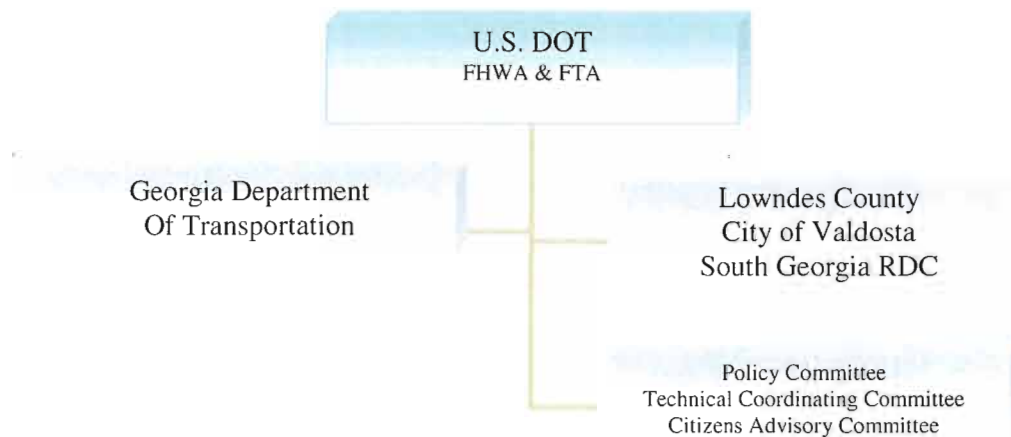 U.S. DOT
FHWA & FTA
Georgia Department
Of Transportation
Lowndes County
City of Valdosta
South Georgia RDC
Policy Committee
Technical Coordinating Committee
Citizens Advisory Committee